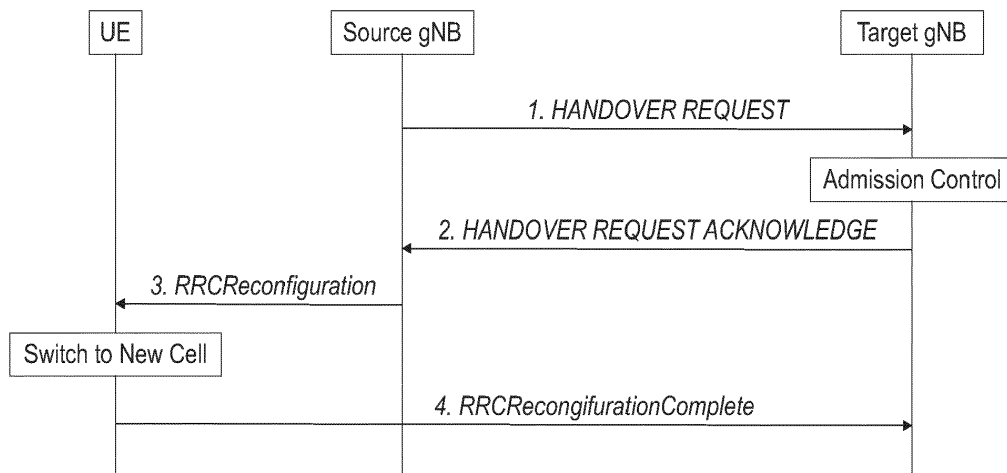 UE
Source gNB
Target gNB
1. HANDOVER REQUEST
Admission Control
2. HANDOVER REQUEST ACKNOWLEDGE
3. RRCReconfiguration
Switch to New Cell
4. RRCRecongifurationComplete